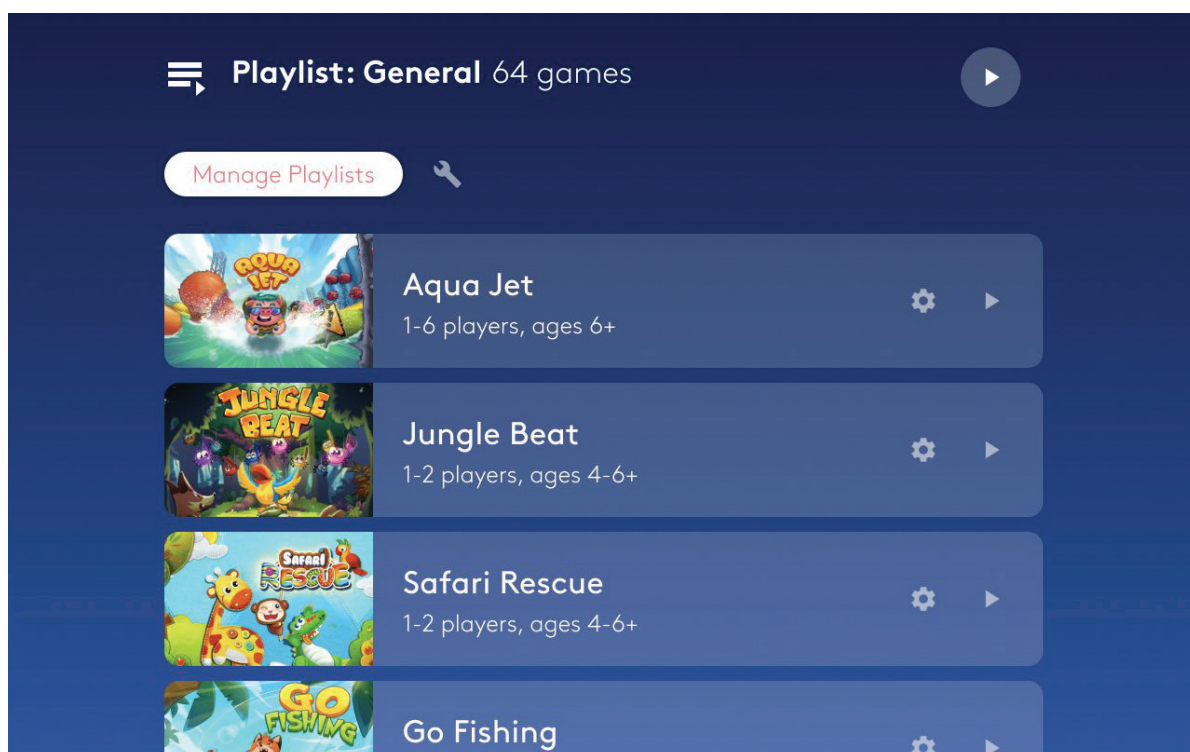 Playlist: General 64 games
Manage Playlists
AQUA
JET
Aqua Jet
1-6 players, ages 6+
JUNGLE
BEAT
Jungle Beat
1-2 players, ages 4-6+
SAFARI
RESCUE
Safari Rescue
1-2 players, ages 4-6+
GO
FISHING
Go Fishing